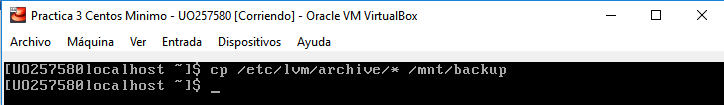 Practica 3 Centos Minimo - UO257580 [Corriendo] - Oracle VM VirtualBox
Archivo Máquina Ver Entrada Dispositivos Ayuda
[UO257580localhost ~]$ cp /etc/lvm/archive/* /mnt/backup
[UO257580localhost ~]$ _